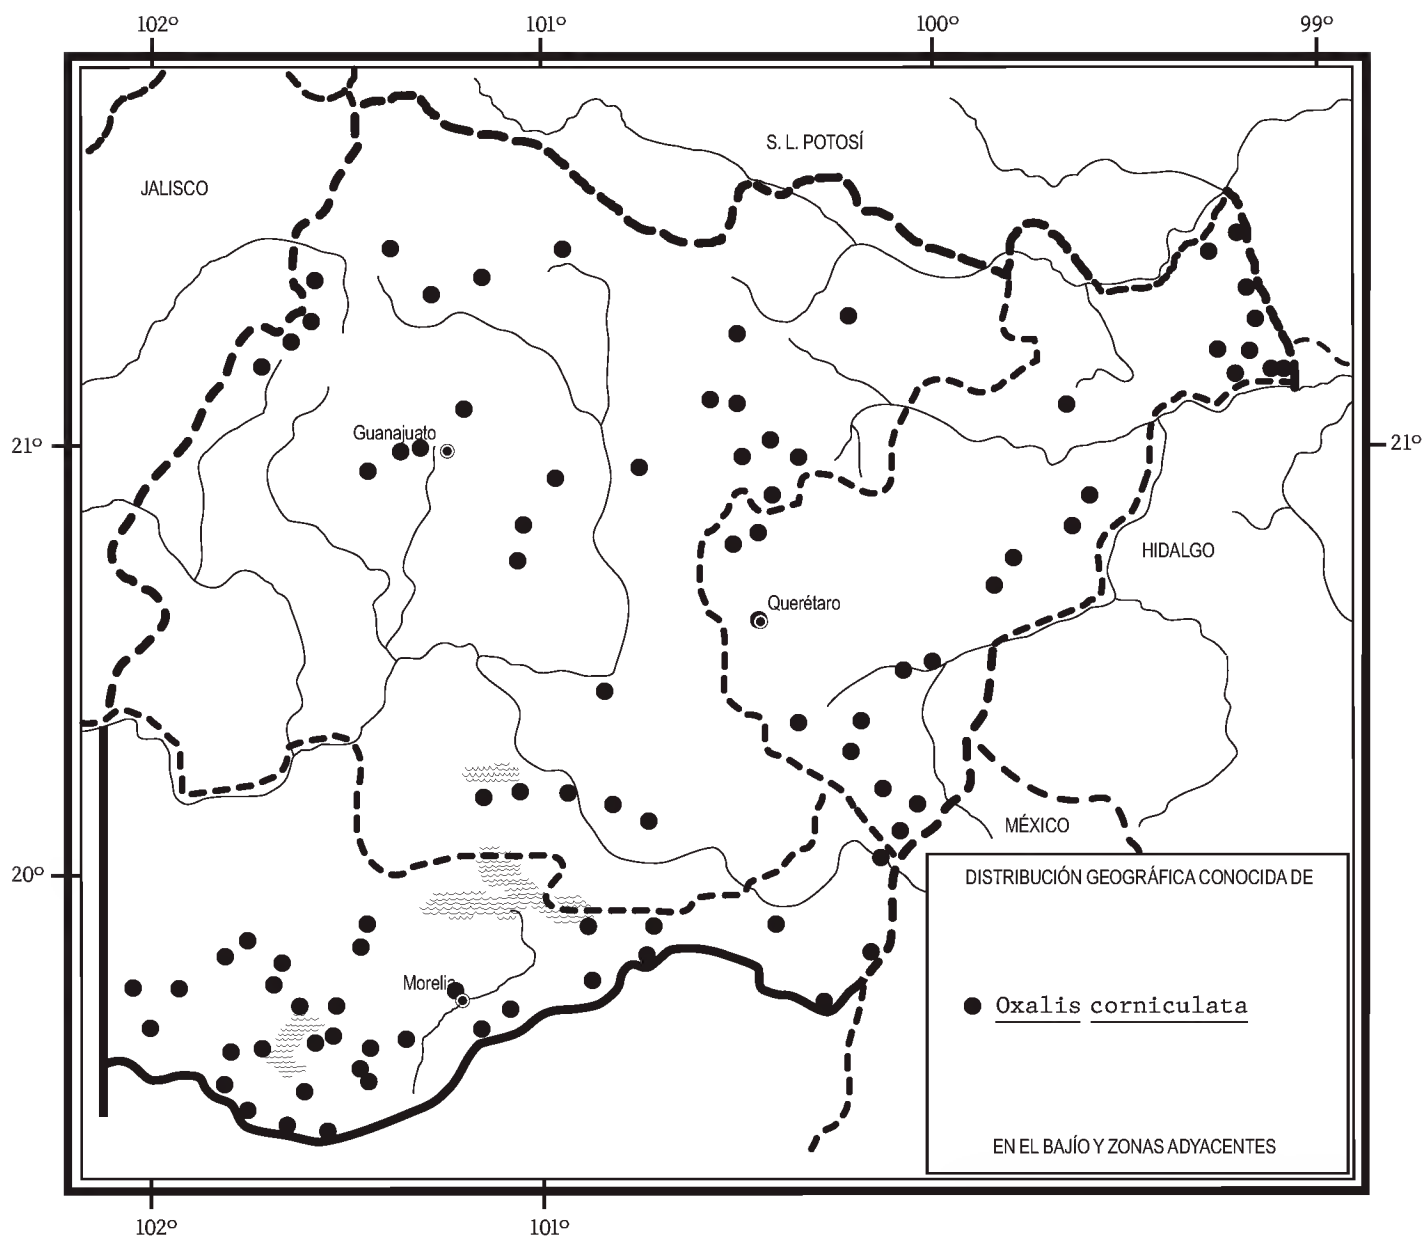 102º 101º 100º 99º
S. L. POTOSÍ
JALISCO
Guanajuato
21º 21º
HIDALGO
Querétaro
MÉXICO
20º
DISTRIBUCIÓN GEOGRÁFICA CONOCIDA DE
Morelia
Oxalis corniculata
EN EL BAJÍO Y ZONAS ADYACENTES
102º 101º